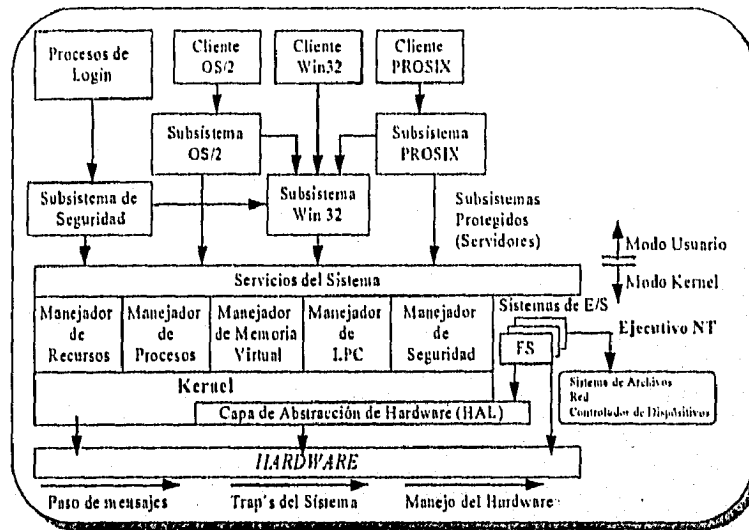 Procesos de
Login
Cliente
OS/2
Cliente
Win32
Cliente
PROSIX
Subsistema
OS/2
Subsistema
PROSIX
Subsistema de
Seguridad
Subsistema
Win 32
Subsistemas
Protegidos
(Servidores)
Modo Usuario
Modo Kernel
Servicios del Sistema
Manejador
de
Recursos
Manejador
de
Procesos
Manejador
de Memoria
Virtual
Manejador
de
LPC
Manejador
de
Seguridad
Sistemas de E/S
FS
Ejecutivo NT
Sistema de Archivos
Red
Controlador de Dispositivos
Kernel
Capa de Abstracción de Hardware (HAL)
HARDWARE
Paso de mensajes
Trap's del Sistema
Manejo del Hardware